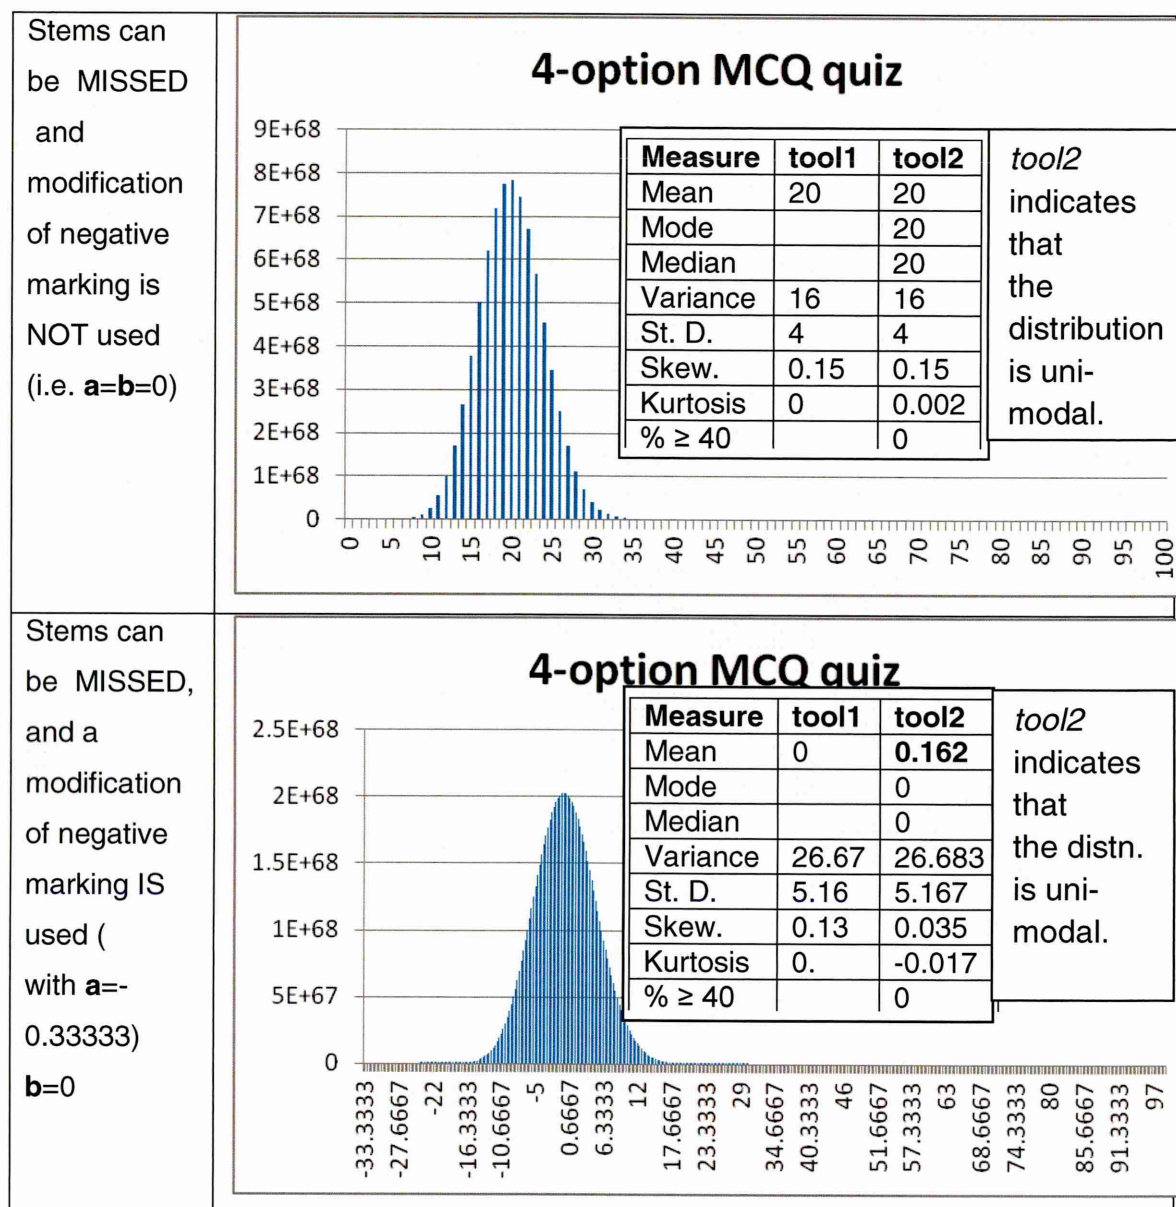 Stems can
be MISSED
and
modification
of negative
marking is
NOT used
(i.e. a=b=0)
4-option MCQ quiz
9E+68
8E+68
7E+68
6E+68
5E+68
4E+68
3E+68
2E+68
1E+68
0
0 5 10 15 20 25 30 35 40 45 50 55 60 65 70 75 80 85 90 95 100
Measure tool1 tool2
Mean 20 20
Mode 20
Median 20
Variance 16 16
St. D. 4 4
Skew. 0.15 0.15
Kurtosis 0 0.002
% ≥ 40 0
tool2
indicates
that
the
distribution
is uni-
modal.
Stems can
be MISSED,
and a
modification
of negative
marking IS
used (
with a=-
0.33333)
b=0
4-option MCQ quiz
2.5E+68
2E+68
1.5E+68
1E+68
5E+67
0
-33.3333 -27.6667 -22 -16.3333 -10.6667 -5 0.6667 6.3333 12 17.6667 23.3333 29 34.6667 40.3333 46 51.6667 57.3333 63 68.6667 74.3333 80 85.6667 91.3333 97
Measure tool1 tool2
Mean 0 0.162
Mode 0
Median 0
Variance 26.67 26.683
St. D. 5.16 5.167
Skew. 0.13 0.035
Kurtosis 0. -0.017
% ≥ 40 0
tool2
indicates
that
the distn.
is uni-
modal.